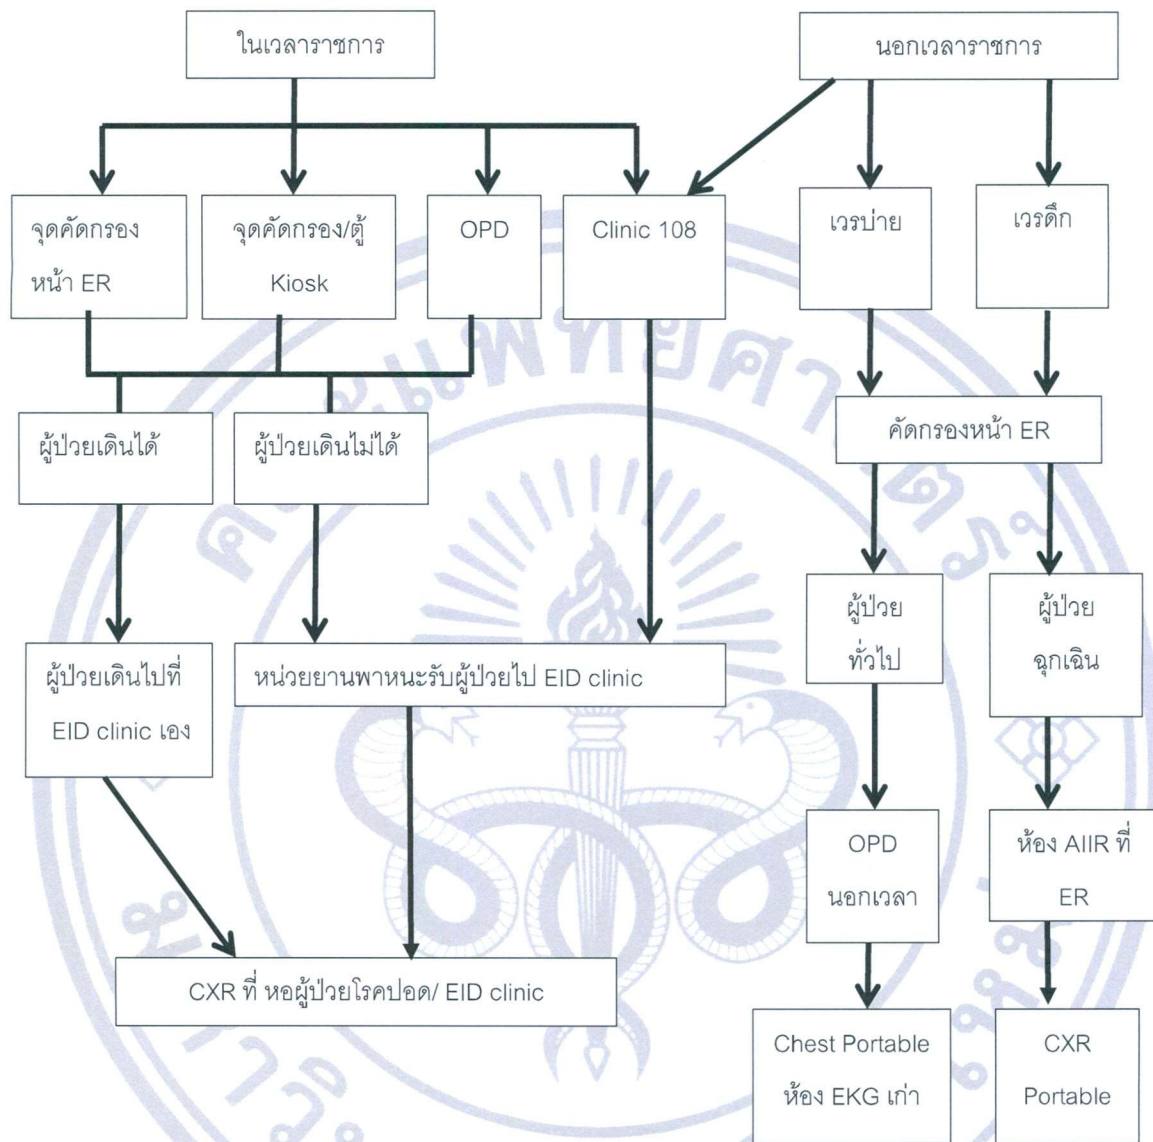 ในเวลาราชการ
นอกเวลาราชการ
จุดคัดกรอง
หน้า ER
จุดคัดกรอง/ตู้
Kiosk
OPD
Clinic 108
เวรบ่าย
เวรดึก
คัดกรองหน้า ER
ผู้ป่วยเดินได้
ผู้ป่วยเดินไม่ได้
ผู้ป่วย
ทั่วไป
ผู้ป่วย
ฉุกเฉิน
ผู้ป่วยเดินไปที่
EID clinic เอง
หน่วยยานพาหนะรับผู้ป่วยไป EID clinic
OPD
นอกเวลา
ห้อง AIIR ที่
ER
CXR ที่ หอผู้ป่วยโรคปอด/ EID clinic
Chest Portable
ห้อง EKG เก่า
CXR
Portable